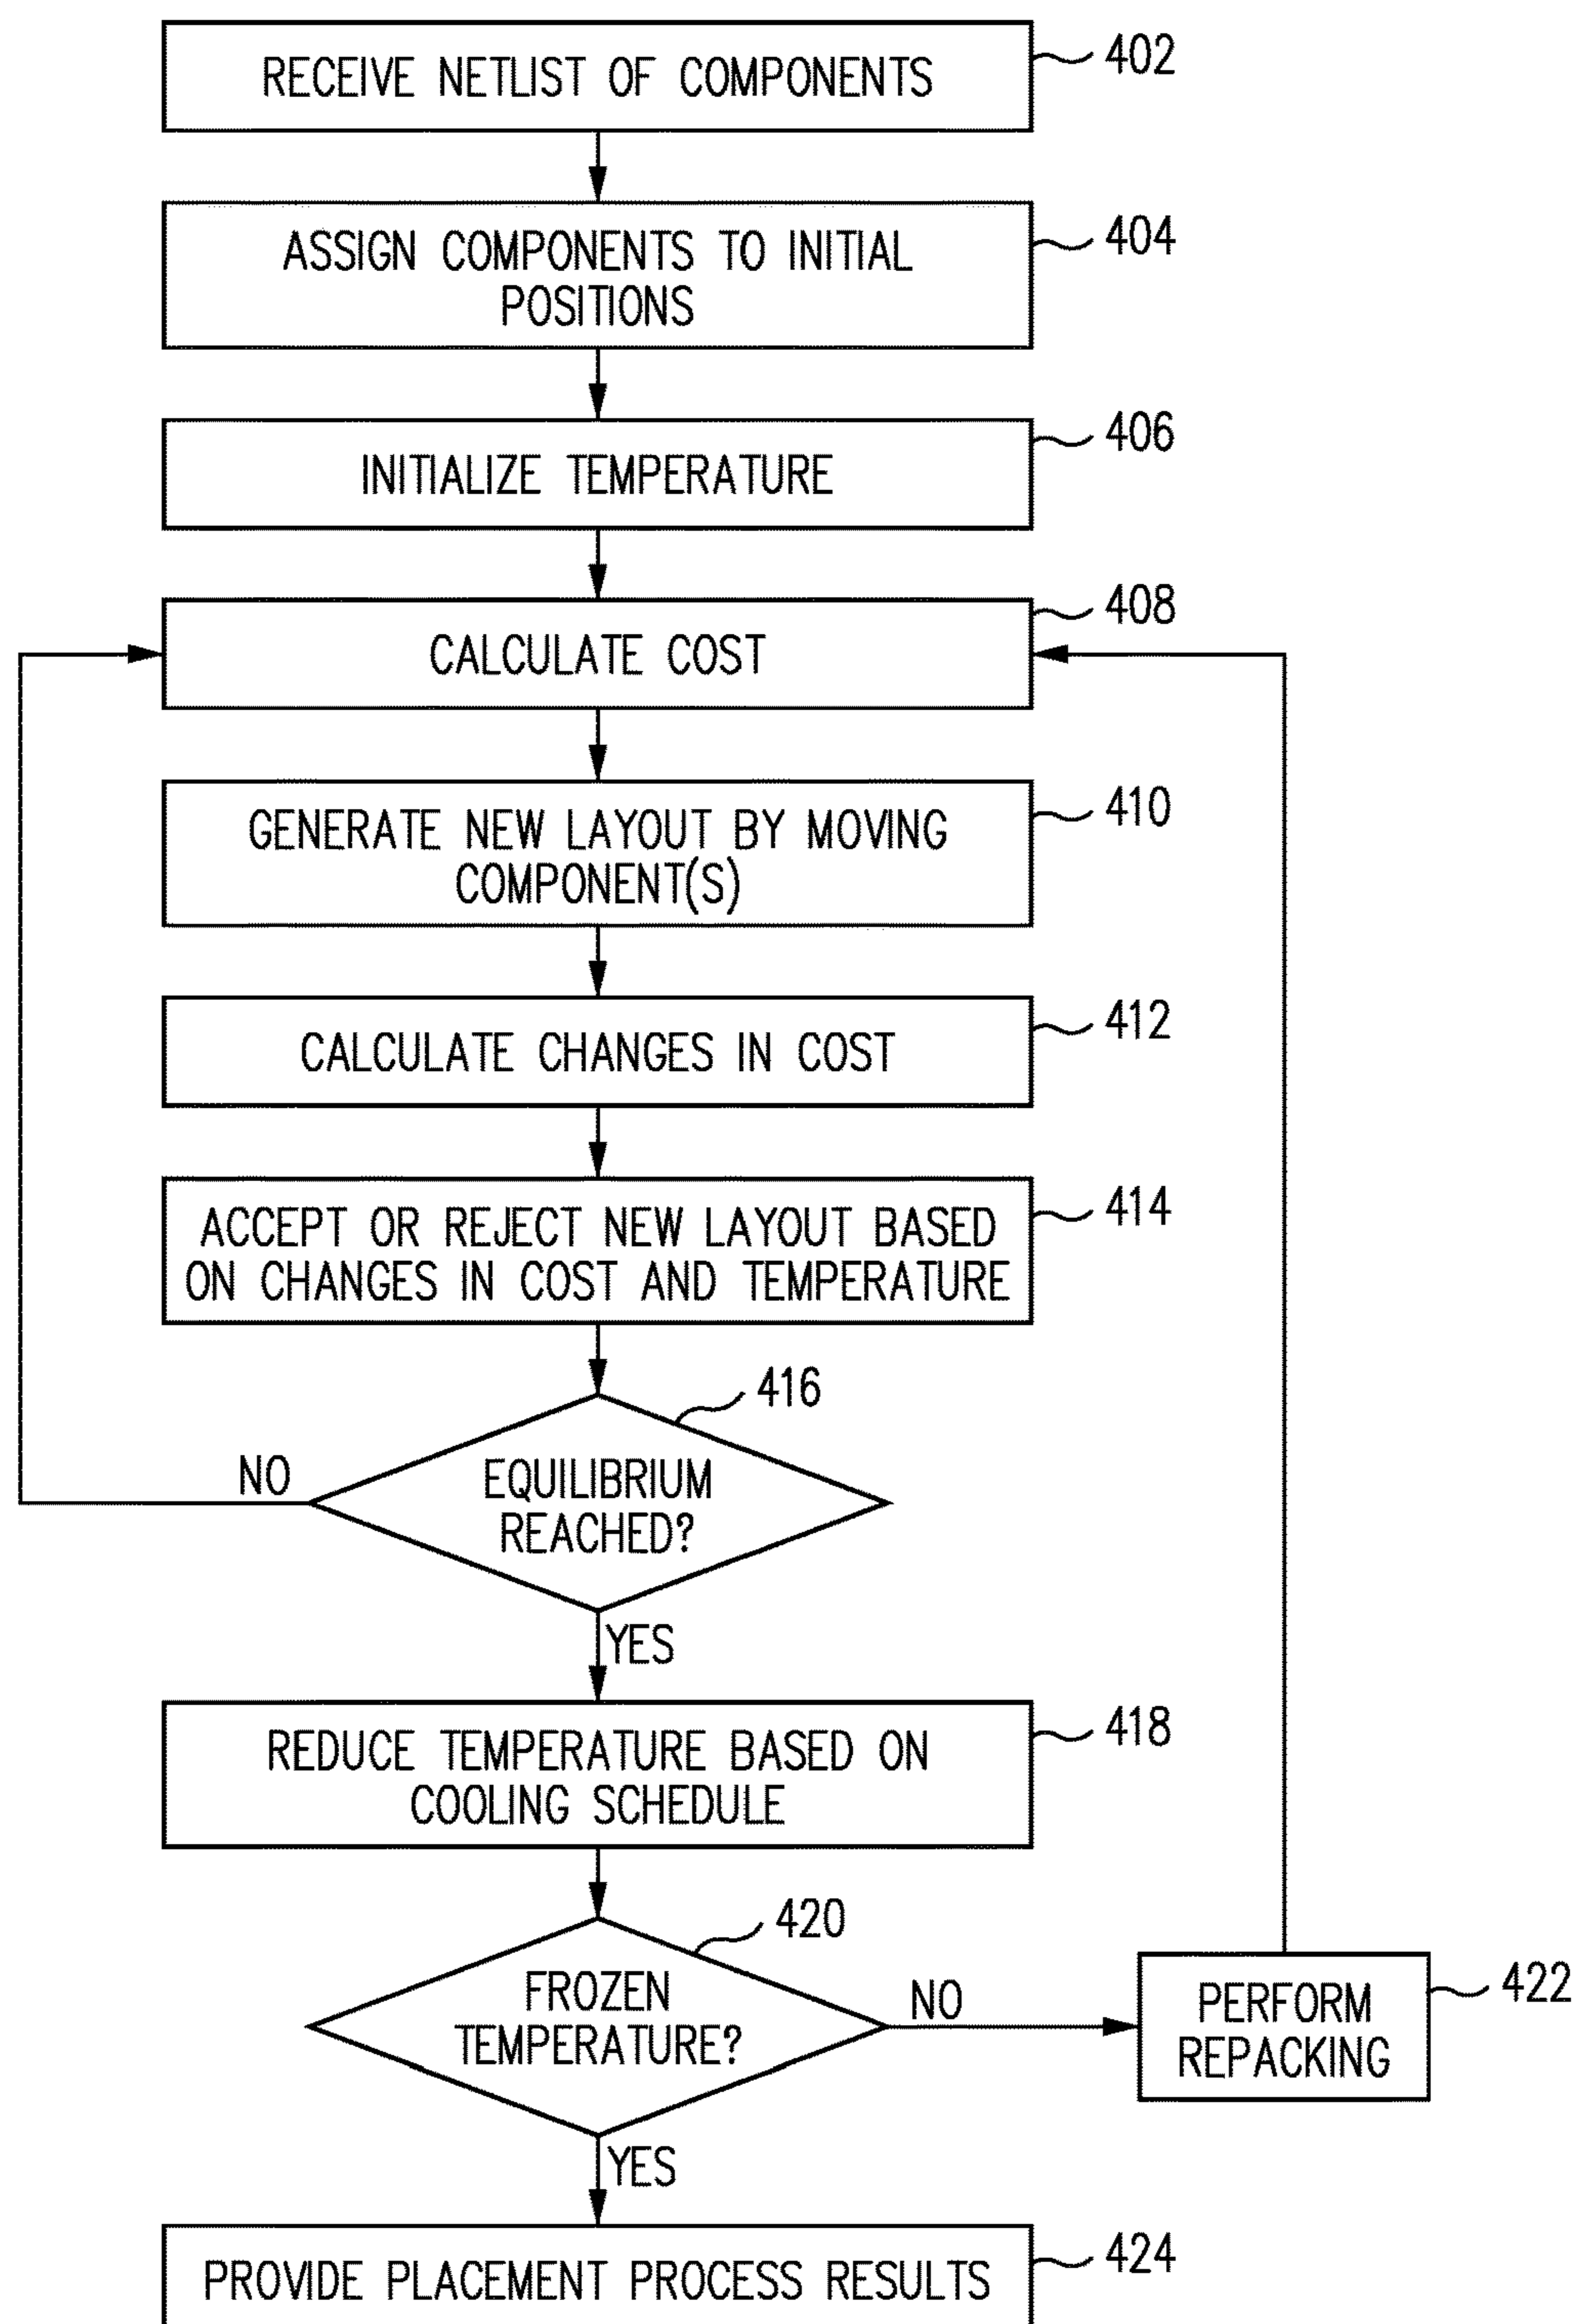 RECEIVE NETLIST OF COMPONENTS
402
ASSIGN COMPONENTS TO INITIAL
POSITIONS
404
INITIALIZE TEMPERATURE
406
CALCULATE COST
408
GENERATE NEW LAYOUT BY MOVING
COMPONENT(S)
410
CALCULATE CHANGES IN COST
412
ACCEPT OR REJECT NEW LAYOUT BASED
ON CHANGES IN COST AND TEMPERATURE
414
EQUILIBRIUM
REACHED?
416
NO
YES
REDUCE TEMPERATURE BASED ON
COOLING SCHEDULE
418
FROZEN
TEMPERATURE?
420
NO
PERFORM
REPACKING
422
YES
PROVIDE PLACEMENT PROCESS RESULTS
424